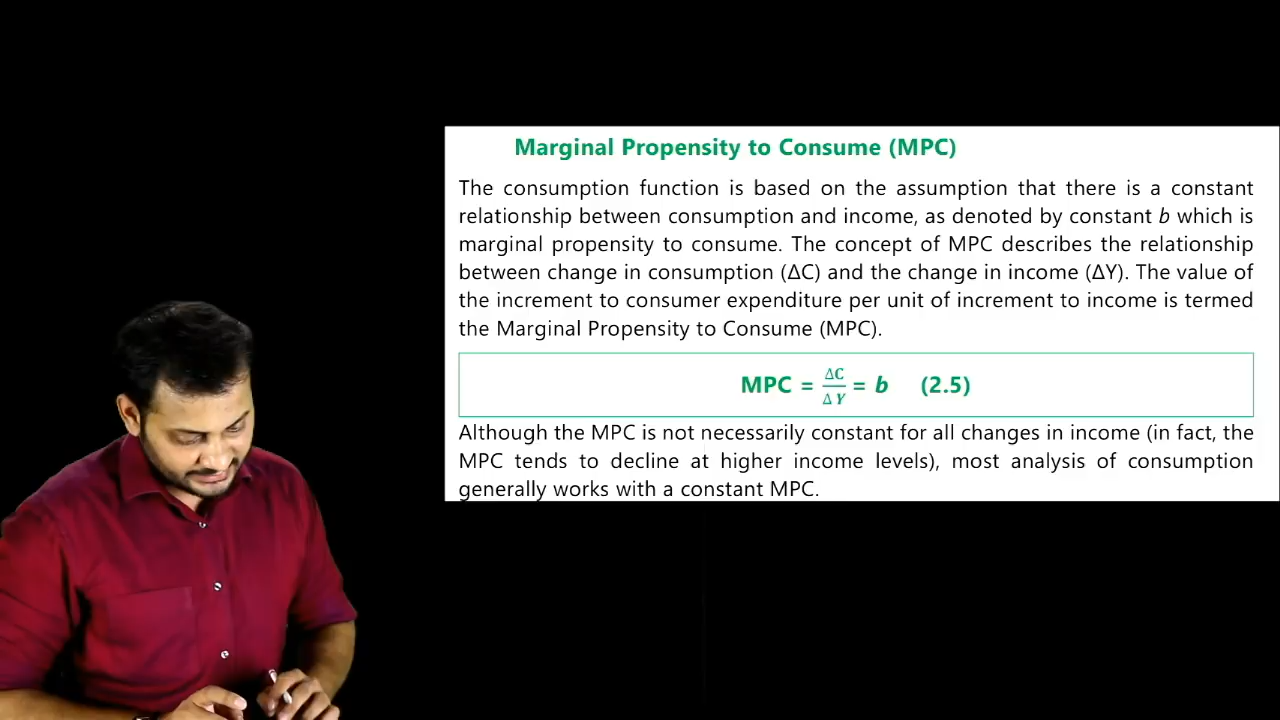 Marginal Propensity to Consume (MPC)
The consumption function is based on the assumption that there is a constant
relationship between consumption and income, as denoted by constant b which is
marginal propensity to consume. The concept of MPC describes the relationship
between change in consumption (ΔC) and the change in income (ΔY). The value of
the increment to consumer expenditure per unit of increment to income is termed
the Marginal Propensity to Consume (MPC).
MPC = ΔC/ΔY = b (2.5)
Although the MPC is not necessarily constant for all changes in income (in fact, the
MPC tends to decline at higher income levels), most analysis of consumption
generally works with a constant MPC.